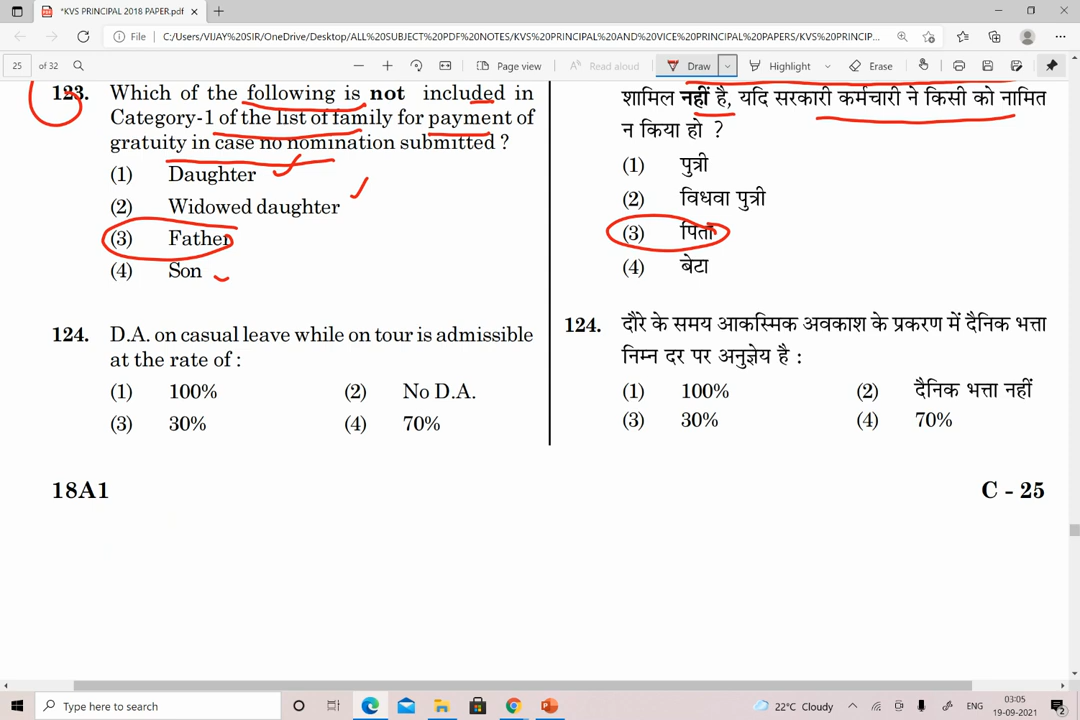 *KVS PRINCIPAL 2018 PAPER.pdf
File
C:/Users/VIJAY%20SIR/OneDrive/Desktop/ALL%20SUBJECT%20PDF%20NOTES/KVS%20PRINCIPAL%20AND%20VICE%20PRINCIPAL%20PAPERS/KVS%20PRINCIP...
25 of 32
Page view
Read aloud
Draw
Highlight
Erase
123. Which of the following is not included in
Category-1 of the list of family for payment of
gratuity in case no nomination submitted ?
(1) Daughter
(2) Widowed daughter
(3) Father
(4) Son
124. D.A. on casual leave while on tour is admissible
at the rate of :
(1) 100% (2) No D.A.
(3) 30% (4) 70%
18A1
शामिल नहीं है, यदि सरकारी कर्मचारी ने किसी को नामित
न किया हो ?
(1) पुत्री
(2) विधवा पुत्री
(3) पिता
(4) बेटा
124. दौरे के समय आकस्मिक अवकाश के प्रकरण में दैनिक भत्ता
निम्न दर पर अनुज्ञेय है :
(1) 100% (2) दैनिक भत्ता नहीं
(3) 30% (4) 70%
C - 25
Type here to search
22°C Cloudy
ENG
03:05
19-09-2021
2